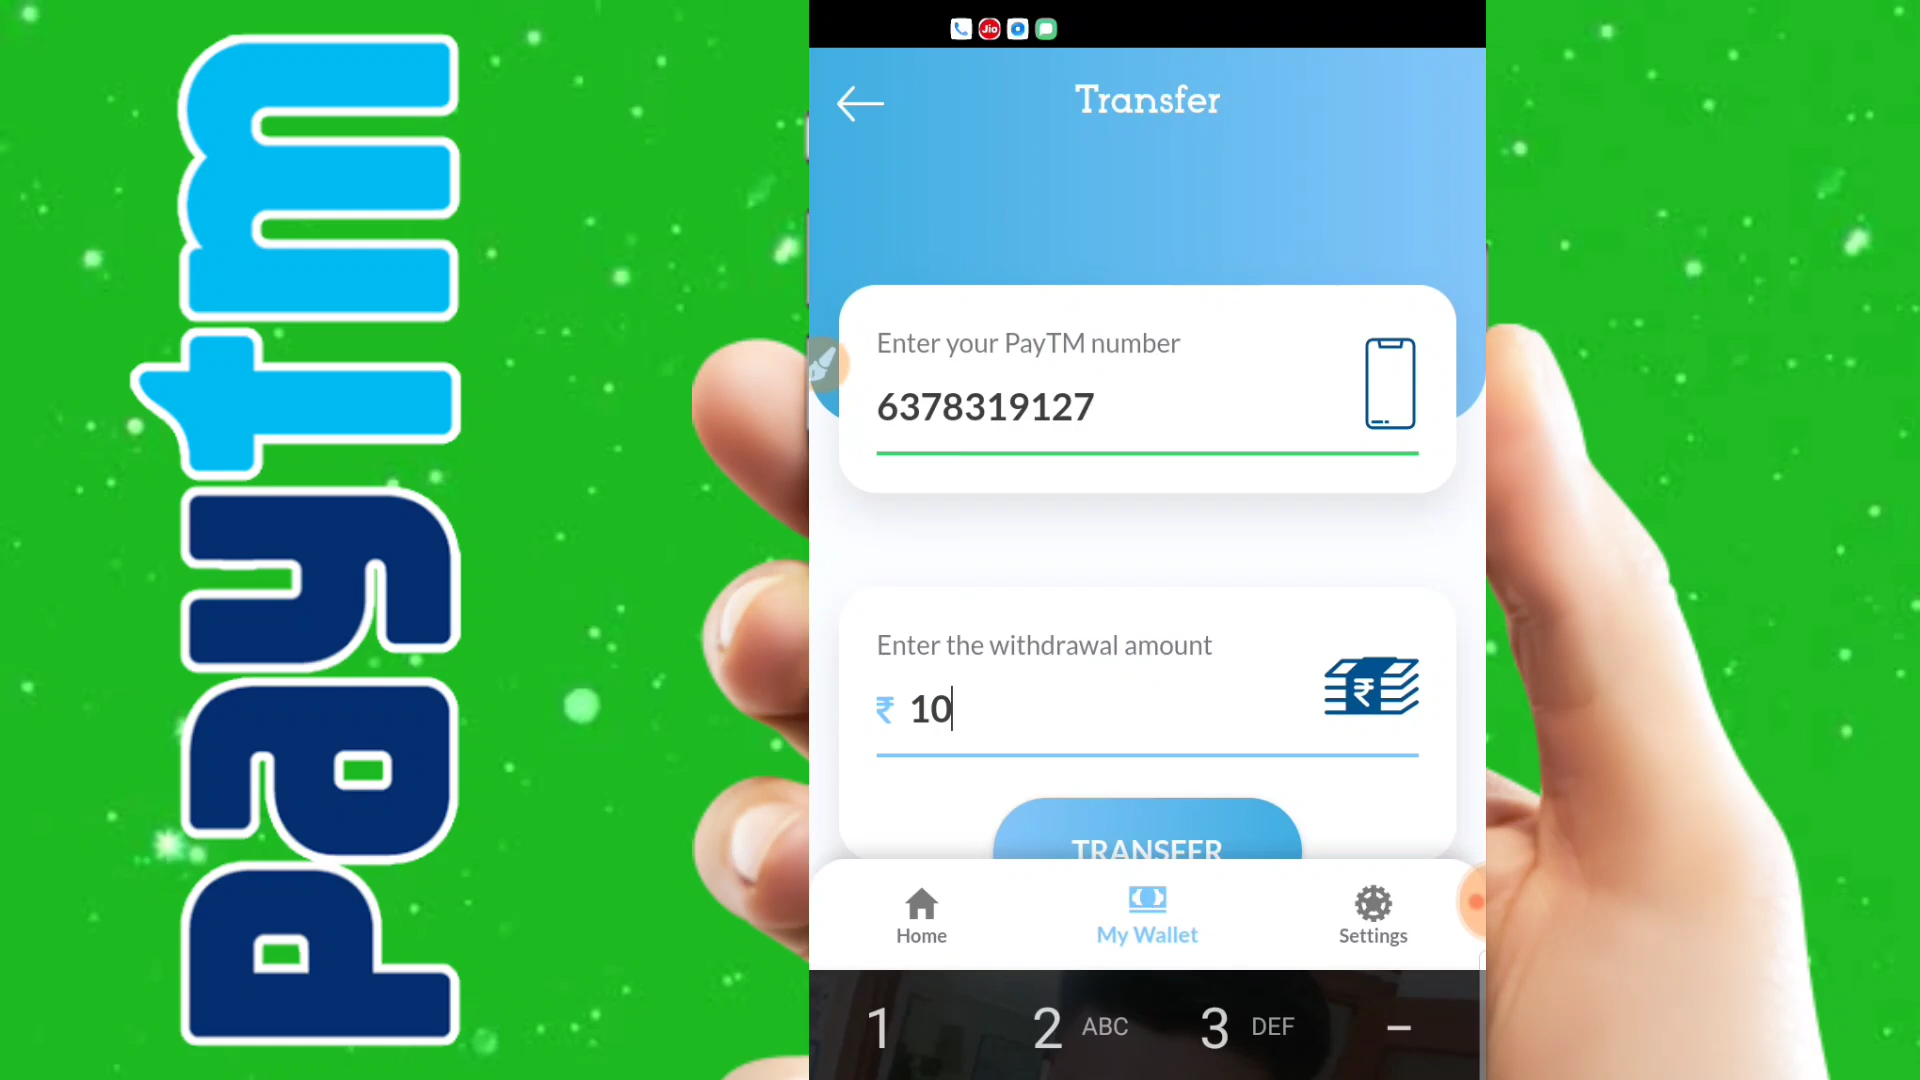 paytm
Jio
Transfer
Enter your PayTM number
6378319127
Enter the withdrawal amount
₹ 10
₹
TRANSFER
Home
My Wallet
Settings
1 2 ABC 3 DEF –